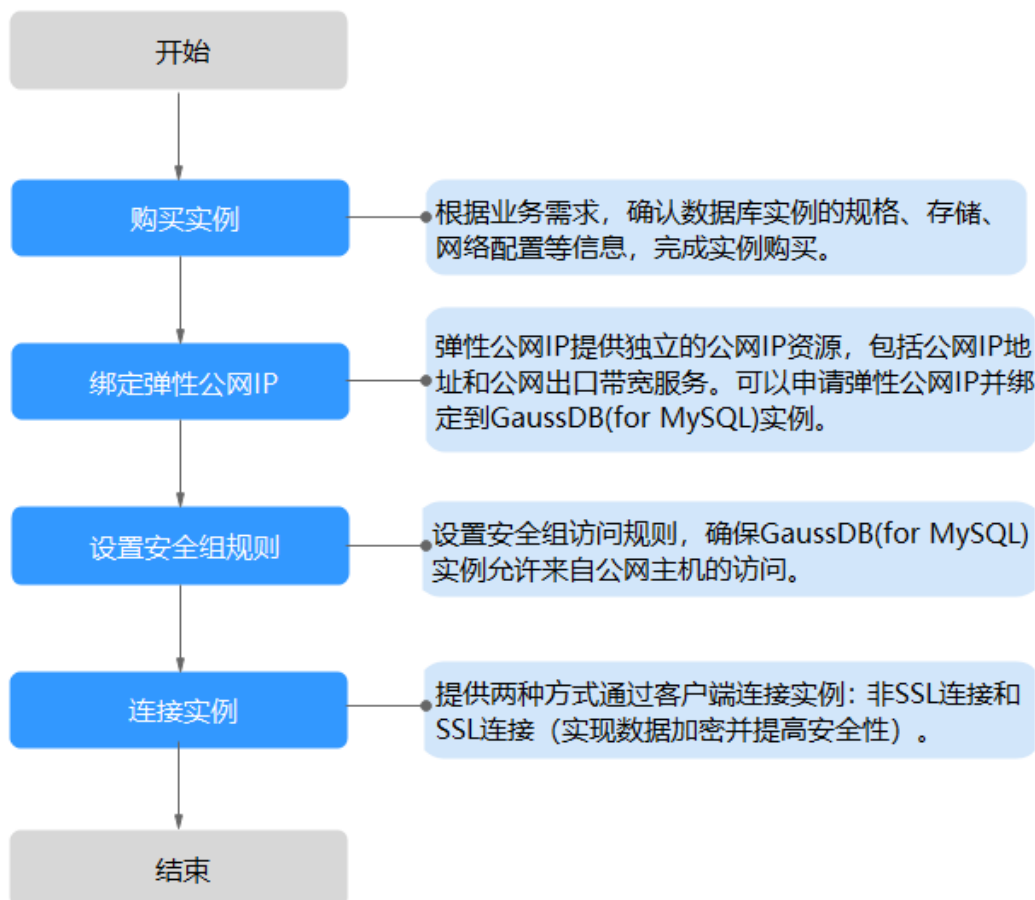 开始
购买实例
根据业务需求，确认数据库实例的规格、存储、
网络配置等信息，完成实例购买。
绑定弹性公网IP
弹性公网IP提供独立的公网IP资源，包括公网IP地
址和公网出口带宽服务。可以申请弹性公网IP并绑
定到GaussDB(for MySQL)实例。
设置安全组规则
设置安全组访问规则，确保GaussDB(for MySQL)
实例允许来自公网主机的访问。
连接实例
提供两种方式通过客户端连接实例：非SSL连接和
SSL连接（实现数据加密并提高安全性）。
结束